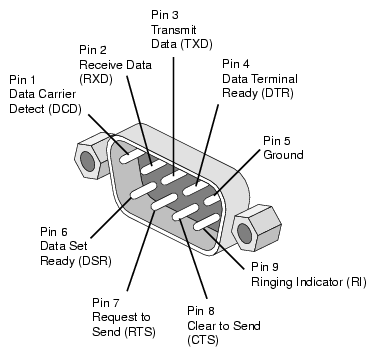 Pin 3
Transmit
Data (TXD)
Pin 2
Receive Data
(RXD)
Pin 4
Data Terminal
Ready (DTR)
Pin 1
Data Carrier
Detect (DCD)
Pin 5
Ground
Pin 6
Data Set
Ready (DSR)
Pin 9
Ringing Indicator (RI)
Pin 7
Request to
Send (RTS)
Pin 8
Clear to Send
(CTS)